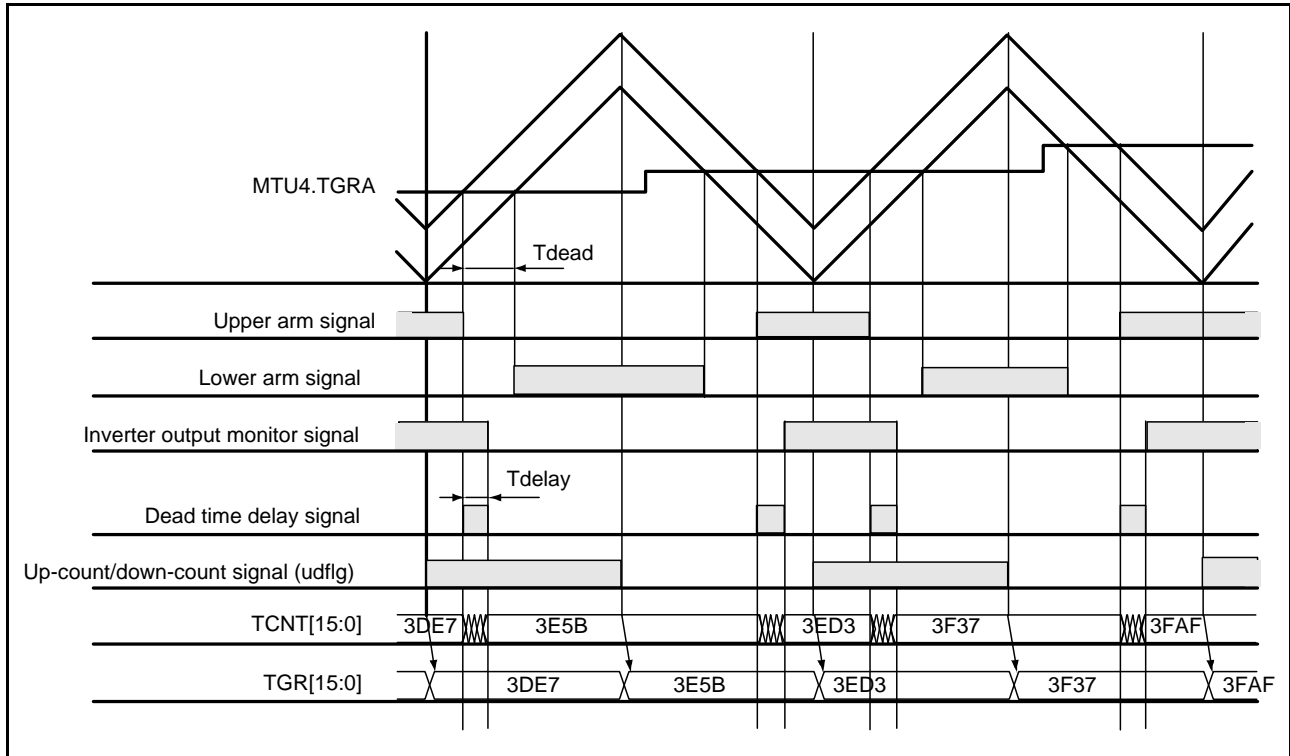 MTU4.TGRA
Tdead
Upper arm signal
Lower arm signal
Inverter output monitor signal
Tdelay
Dead time delay signal
Up-count/down-count signal (udflg)
TCNT[15:0] 3DE7 3E5B 3ED3 3F37 3FAF
TGR[15:0] 3DE7 3E5B 3ED3 3F37 3FAF